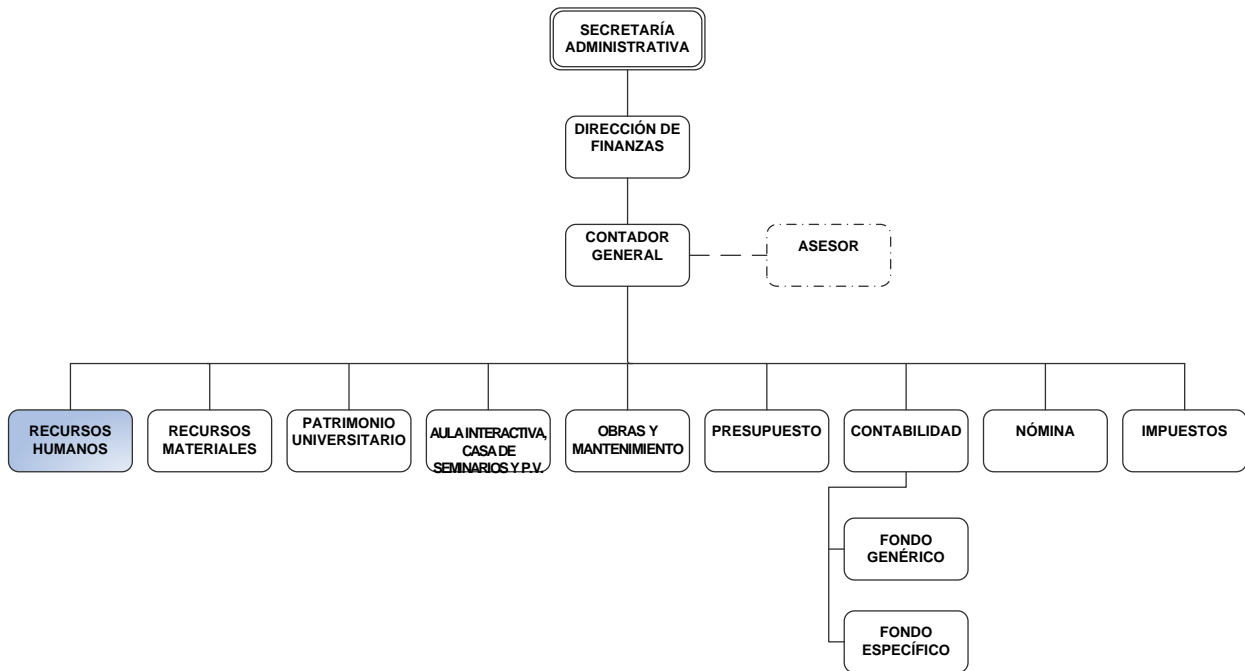 SECRETARÍA
ADMINISTRATIVA
DIRECCIÓN DE
FINANZAS
CONTADOR
GENERAL
ASESOR
RECURSOS
HUMANOS
RECURSOS
MATERIALES
PATRIMONIO
UNIVERSITARIO
AULA INTERACTIVA,
CASA DE
SEMINARIOS Y P.V.
OBRAS Y
MANTENIMIENTO
PRESUPUESTO
CONTABILIDAD
NÓMINA
IMPUESTOS
FONDO
GENÉRICO
FONDO
ESPECÍFICO